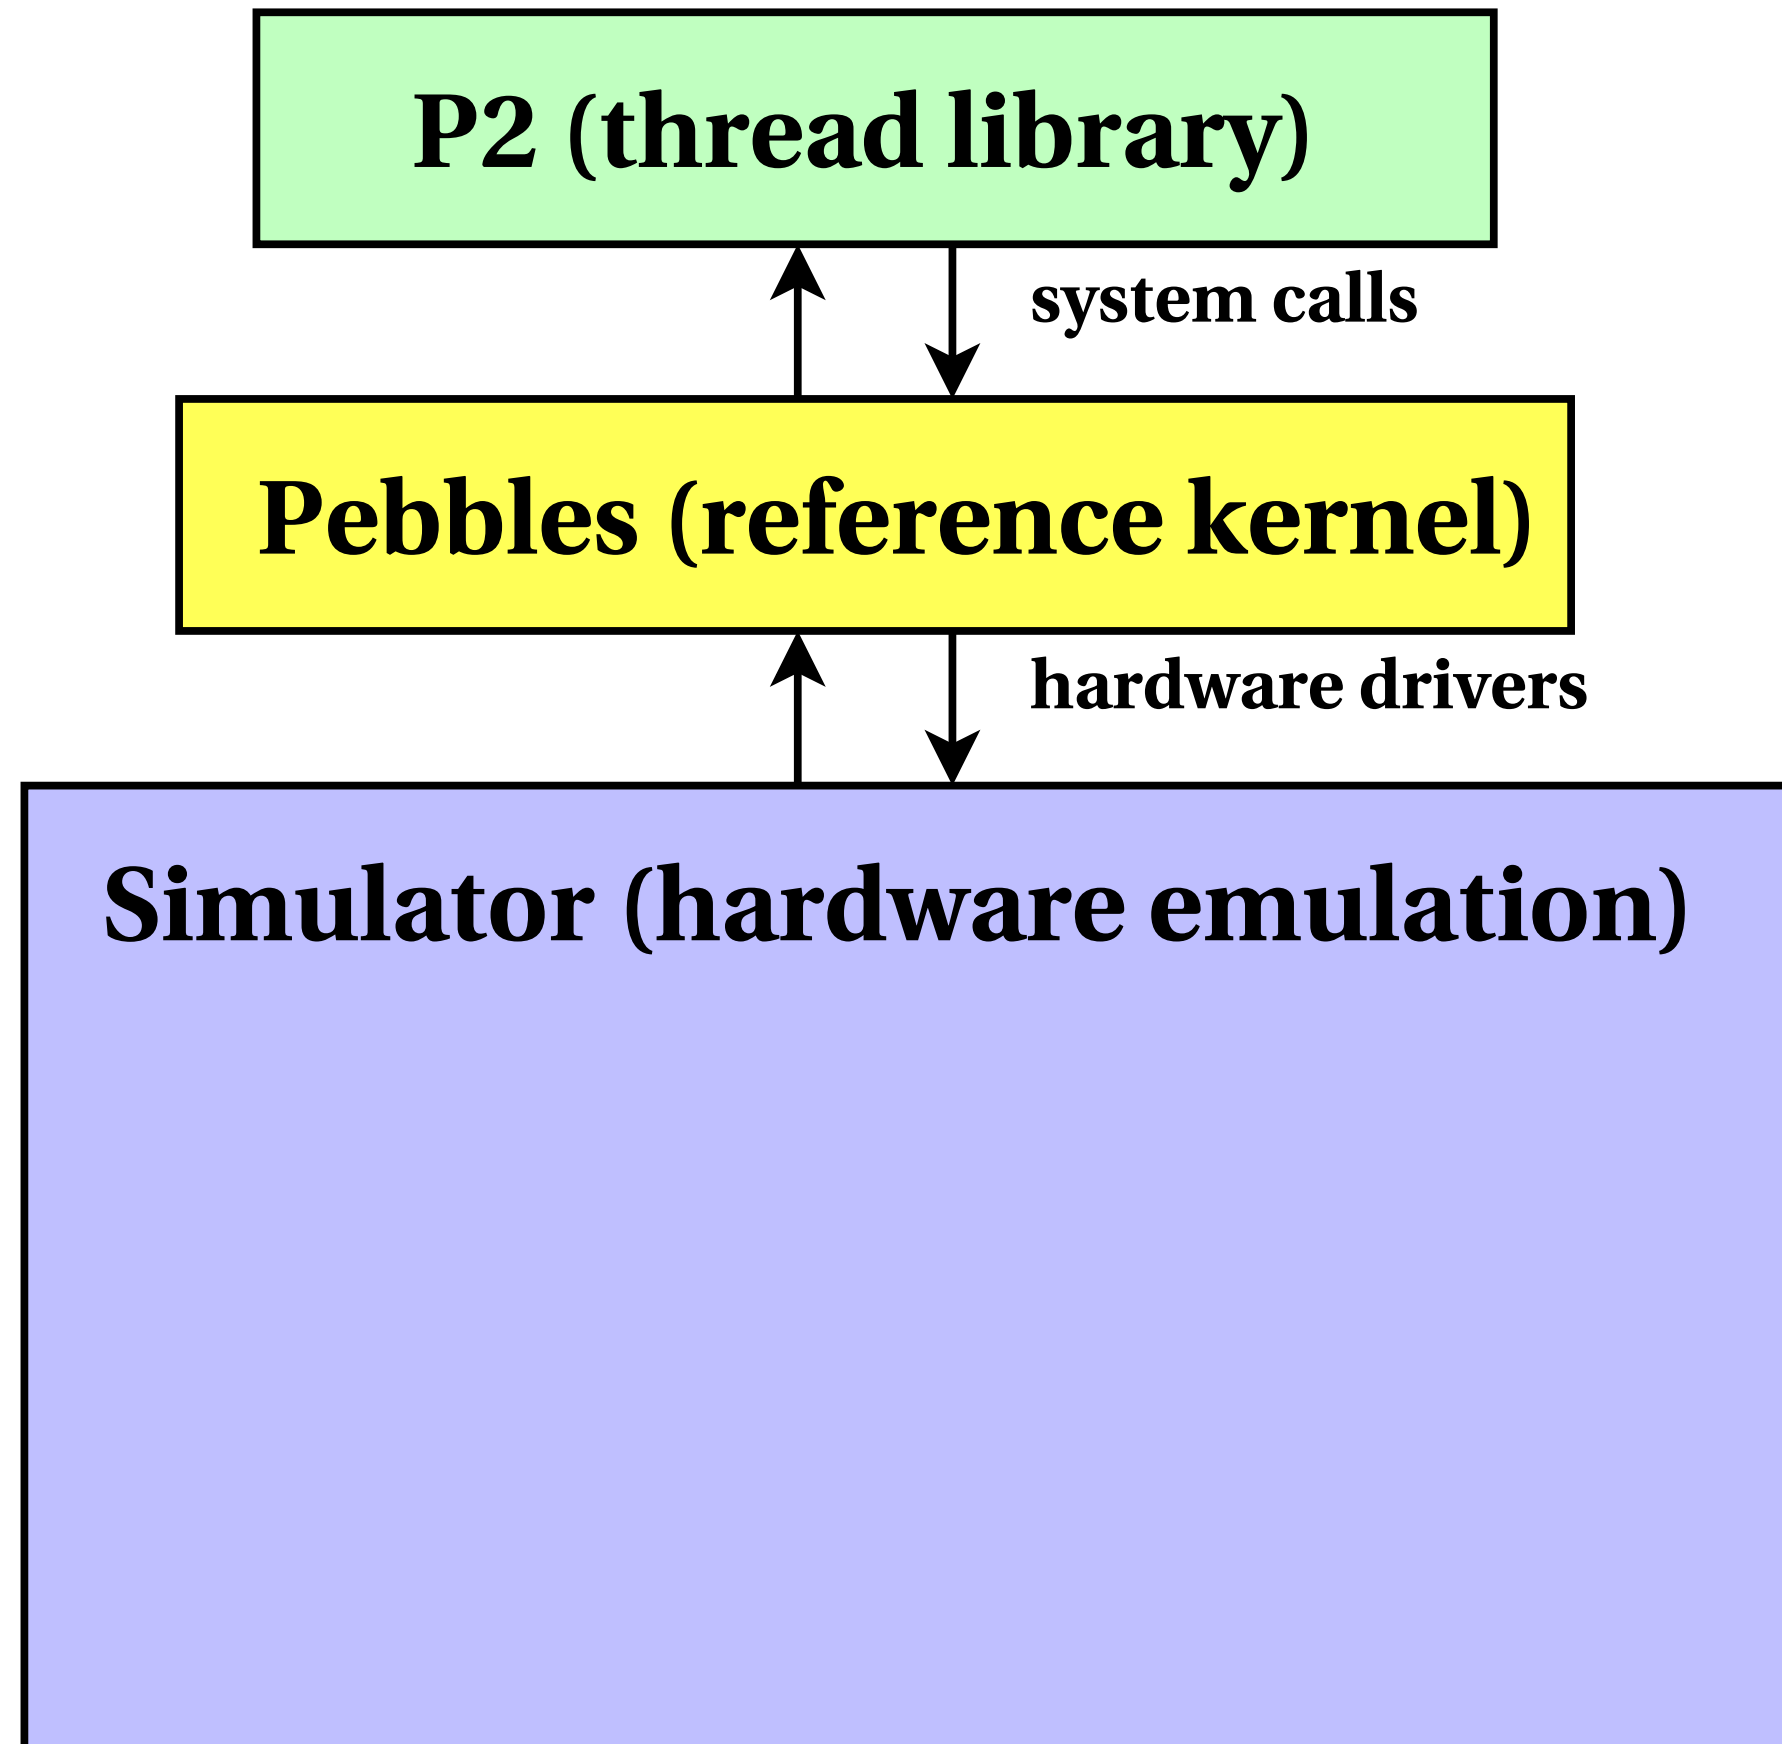 P2 (thread library)
system calls
Pebbles (reference kernel)
hardware drivers
Simulator (hardware emulation)